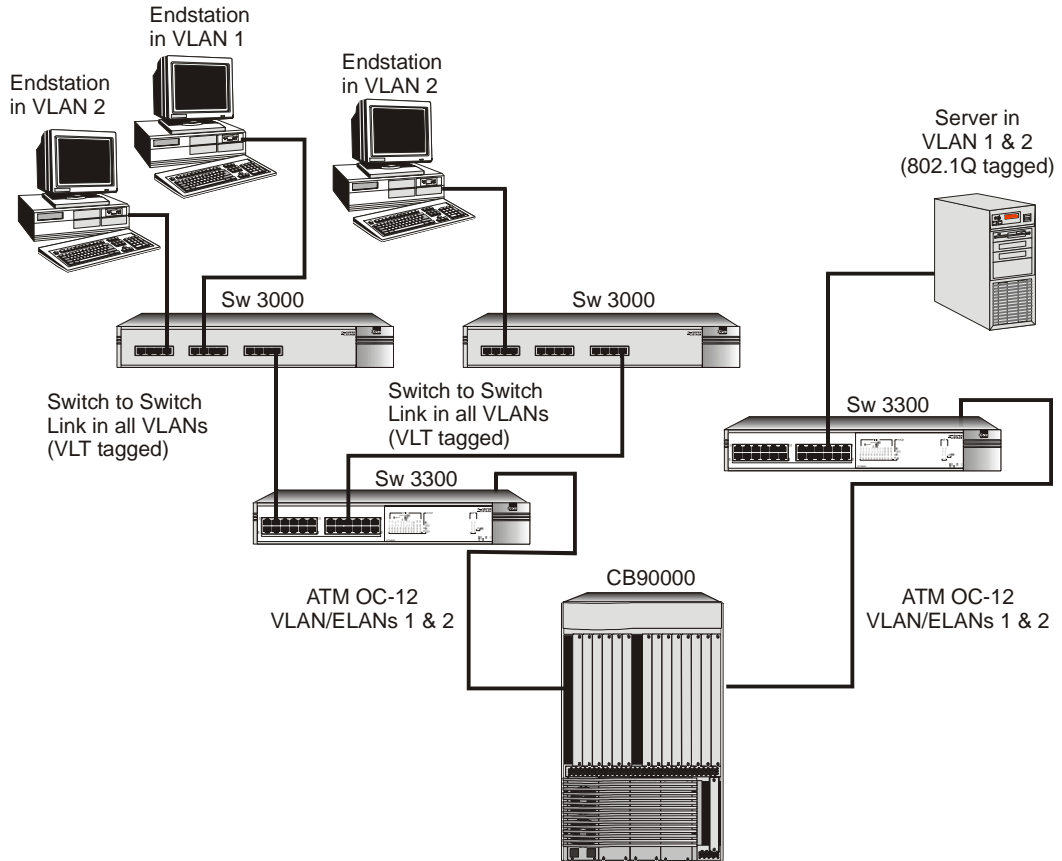 Endstation
in VLAN 1
Endstation
in VLAN 2
Endstation
in VLAN 2
Server in
VLAN 1 & 2
(802.1Q tagged)
Sw 3000
Sw 3000
Switch to Switch
Link in all VLANs
(VLT tagged)
Switch to Switch
Link in all VLANs
(VLT tagged)
Sw 3300
Sw 3300
ATM OC-12
VLAN/ELANs 1 & 2
CB90000
ATM OC-12
VLAN/ELANs 1 & 2